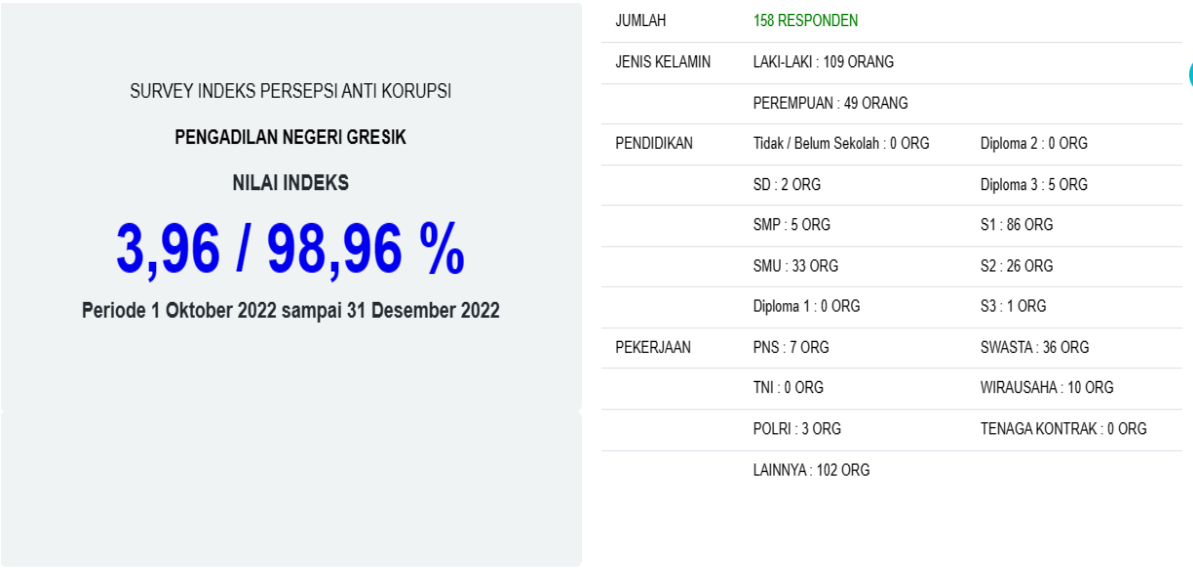 SURVEY INDEKS PERSEPSI ANTI KORUPSI
PENGADILAN NEGERI GRESIK
NILAI INDEKS
3,96 / 98,96 %
Periode 1 Oktober 2022 sampai 31 Desember 2022
JUMLAH 158 RESPONDEN
JENIS KELAMIN LAKI-LAKI : 109 ORANG
PEREMPUAN : 49 ORANG
PENDIDIKAN Tidak / Belum Sekolah : 0 ORG Diploma 2 : 0 ORG
SD : 2 ORG Diploma 3 : 5 ORG
SMP : 5 ORG S1 : 86 ORG
SMU : 33 ORG S2 : 26 ORG
Diploma 1 : 0 ORG S3 : 1 ORG
PEKERJAAN PNS : 7 ORG SWASTA : 36 ORG
TNI : 0 ORG WIRAUSAHA : 10 ORG
POLRI : 3 ORG TENAGA KONTRAK : 0 ORG
LAINNYA : 102 ORG